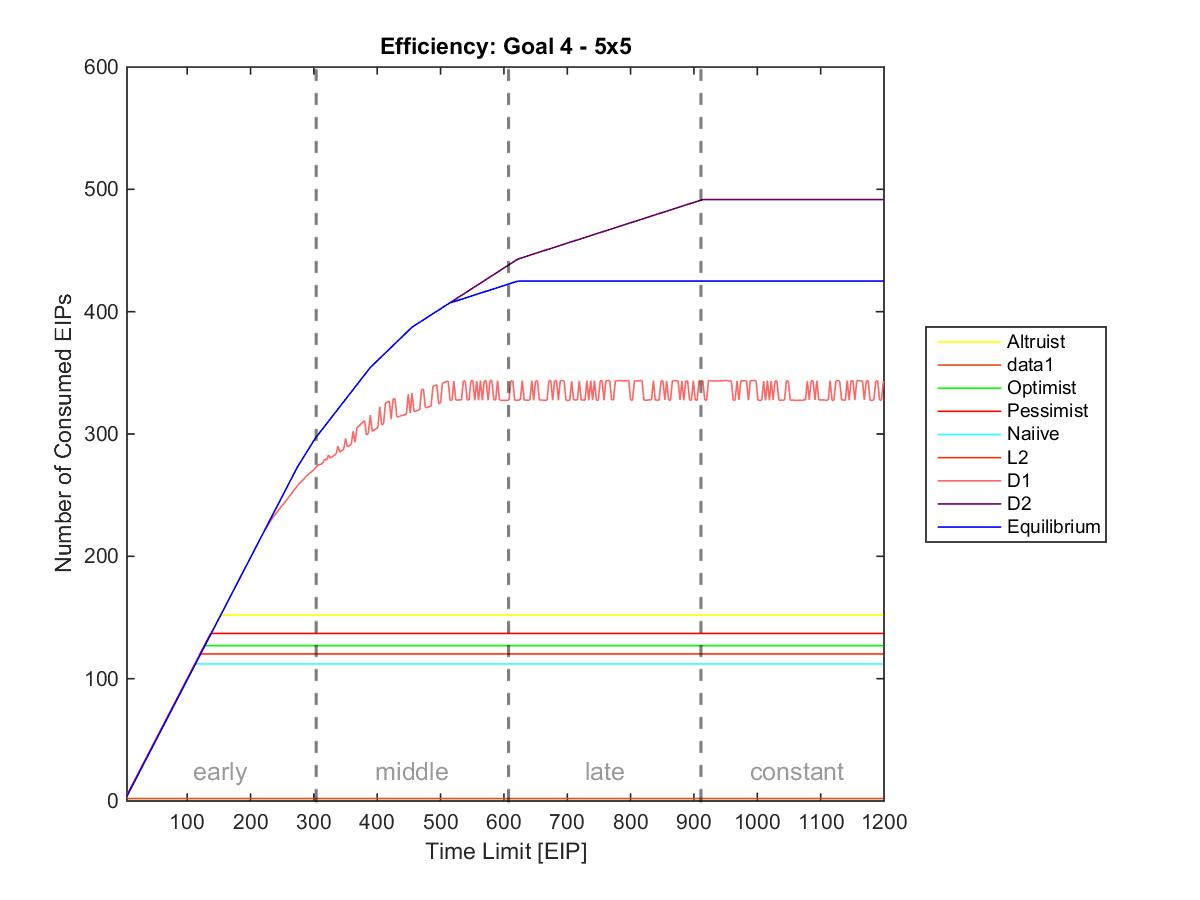 Efficiency: Goal 4 - 5x5
600
500
400
300
200
100
0
Number of Consumed EIPs
early middle late constant
100 200 300 400 500 600 700 800 900 1000 1100 1200
Time Limit [EIP]
Altruist
data1
Optimist
Pessimist
Naiive
L2
D1
D2
Equilibrium